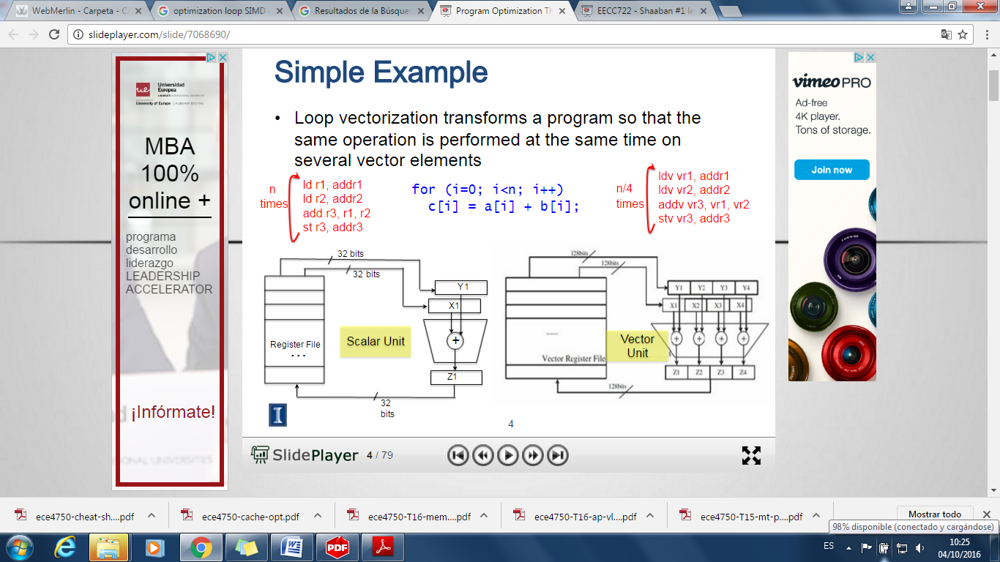 WebMerlin - Carpeta - C
optimization loop SIMD
Resultados de la Búsque
Program Optimization Th
EECC722 - Shaaban #1 le
slideplayer.com/slide/7068690/
Universidad
Europea
LAUREATE INTERNATIONAL UNIVERSITIES
University of Europe | LAUREATE DIGITAL
MBA
100%
online +
programa
desarrollo
liderazgo
LEADERSHIP
ACCELERATOR
¡Infórmate!
Simple Example
• Loop vectorization transforms a program so that the
same operation is performed at the same time on
several vector elements
n
times
ld r1, addr1
ld r2, addr2
add r3, r1, r2
st r3, addr3
for (i=0; i<n; i++)
c[i] = a[i] + b[i];
n/4
times
ldv vr1, addr1
ldv vr2, addr2
addv vr3, vr1, vr2
stv vr3, addr3
32 bits
32 bits
Y1
X1
Register File
...
Scalar Unit
+
Z1
32
bits
128bits
128bits
Y1 Y2 Y3 Y4
X1 X2 X3 X4
......
Vector Register File
Vector
Unit
+ + + +
Z1 Z2 Z3 Z4
128bits
I
4
SlidePlayer
4 / 79
vimeo PRO
Ad-free
4K player.
Tons of storage.
Join now
ece4750-cheat-sh....pdf
ece4750-cache-opt.pdf
ece4750-T16-mem....pdf
ece4750-T16-ap-vl....pdf
ece4750-T15-mt-p....pdf
Mostrar todo
98% disponible (conectado y cargándose)
PDF
ES
10:25
04/10/2016